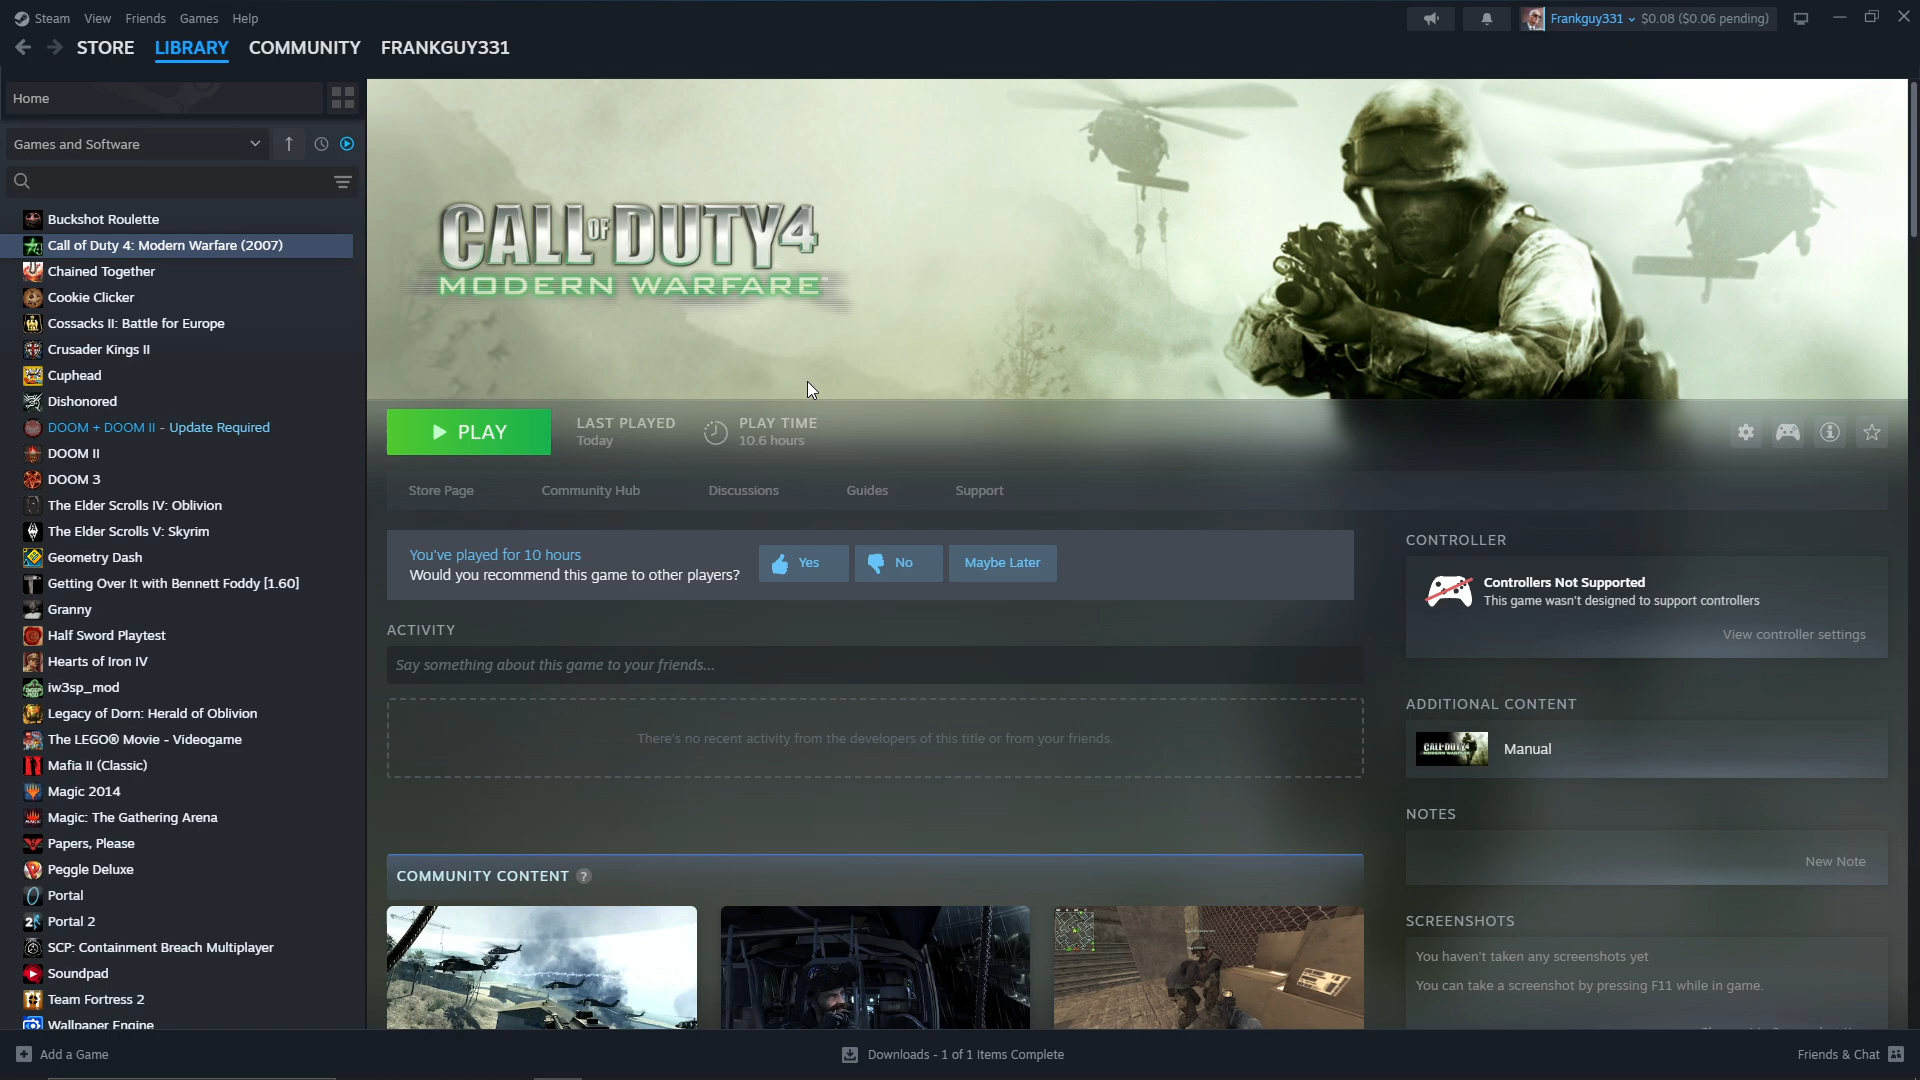 Steam View Friends Games Help
Frankguy331 $0.08 ($0.06 pending)
STORE LIBRARY COMMUNITY FRANKGUY331
Home
Games and Software
Buckshot Roulette
Call of Duty 4: Modern Warfare (2007)
Chained Together
Cookie Clicker
Cossacks II: Battle for Europe
Crusader Kings II
Cuphead
Dishonored
DOOM + DOOM II - Update Required
DOOM II
DOOM 3
The Elder Scrolls IV: Oblivion
The Elder Scrolls V: Skyrim
Geometry Dash
Getting Over It with Bennett Foddy [1.60]
Granny
Half Sword Playtest
Hearts of Iron IV
iw3sp_mod
Legacy of Dorn: Herald of Oblivion
The LEGO® Movie - Videogame
Mafia II (Classic)
Magic 2014
Magic: The Gathering Arena
Papers, Please
Peggle Deluxe
Portal
Portal 2
SCP: Containment Breach Multiplayer
Soundpad
Team Fortress 2
Wallpaper Engine
CALL OF DUTY 4
MODERN WARFARE
PLAY
LAST PLAYED
Today
PLAY TIME
10.6 hours
Store Page Community Hub Discussions Guides Support
You've played for 10 hours
Would you recommend this game to other players?
Yes No Maybe Later
ACTIVITY
Say something about this game to your friends...
There's no recent activity from the developers of this title or from your friends.
COMMUNITY CONTENT ?
CONTROLLER
Controllers Not Supported
This game wasn't designed to support controllers
View controller settings
ADDITIONAL CONTENT
CALL OF DUTY 4
Manual
NOTES
New Note
SCREENSHOTS
You haven't taken any screenshots yet
You can take a screenshot by pressing F11 while in game.
Add a Game
Downloads - 1 of 1 Items Complete
Friends & Chat